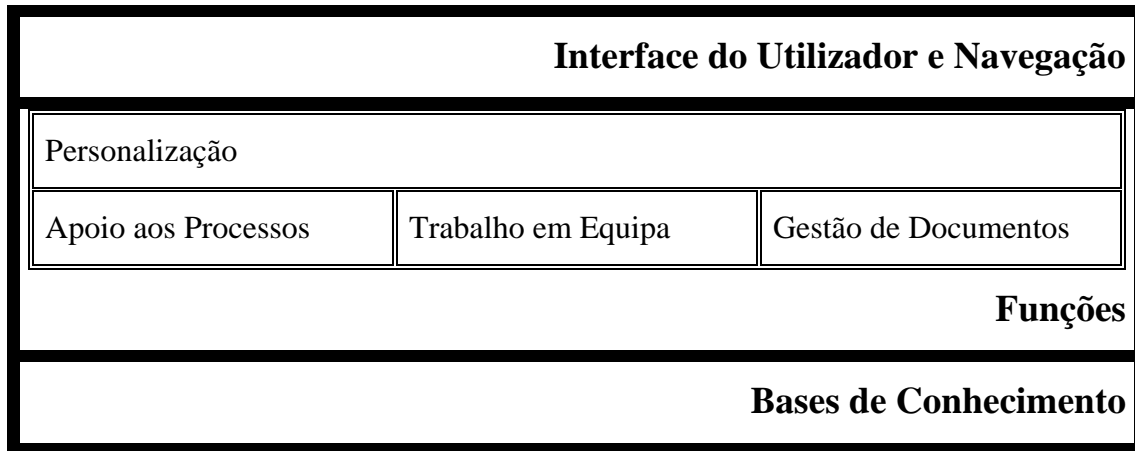 Interface do Utilizador e Navegação
Personalização
Apoio aos Processos
Trabalho em Equipa
Gestão de Documentos
Funções
Bases de Conhecimento